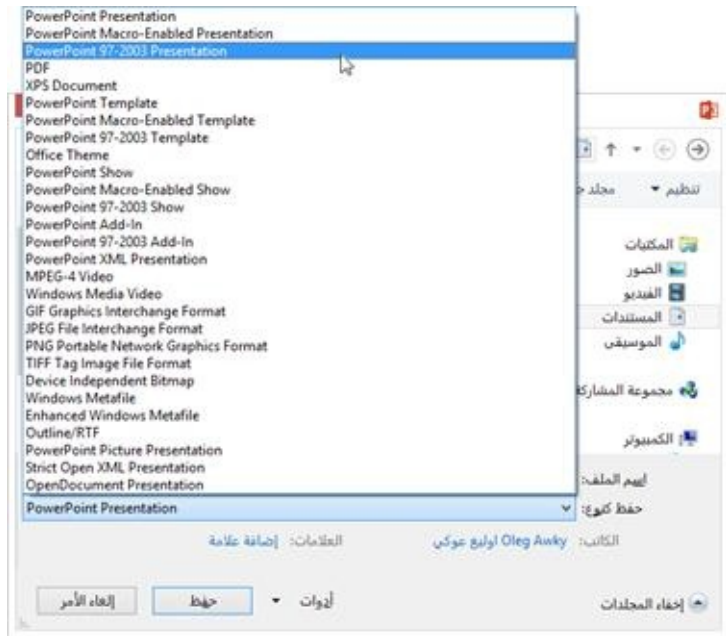 PowerPoint Presentation
PowerPoint Macro-Enabled Presentation
PowerPoint 97-2003 Presentation
PDF
XPS Document
PowerPoint Template
PowerPoint Macro-Enabled Template
PowerPoint 97-2003 Template
Office Theme
PowerPoint Show
PowerPoint Macro-Enabled Show
PowerPoint 97-2003 Show
PowerPoint Add-In
PowerPoint 97-2003 Add-In
PowerPoint XML Presentation
MPEG-4 Video
Windows Media Video
GIF Graphics Interchange Format
JPEG File Interchange Format
PNG Portable Network Graphics Format
TIFF Tag Image File Format
Device Independent Bitmap
Windows Metafile
Enhanced Windows Metafile
Outline/RTF
PowerPoint Picture Presentation
Strict Open XML Presentation
OpenDocument Presentation
تنظيم مجلد
المكتبات
الصور
الفيديو
المستندات
الموسيقى
مجموعة المشاركة
الكمبيوتر
الملف:
حفظ كنوع: PowerPoint Presentation
الكاتب: Oleg Awky اوليغ عوكي العلامات: إضافة علامة
إخفاء المجلدات أدوات حفظ إلغاء الأمر